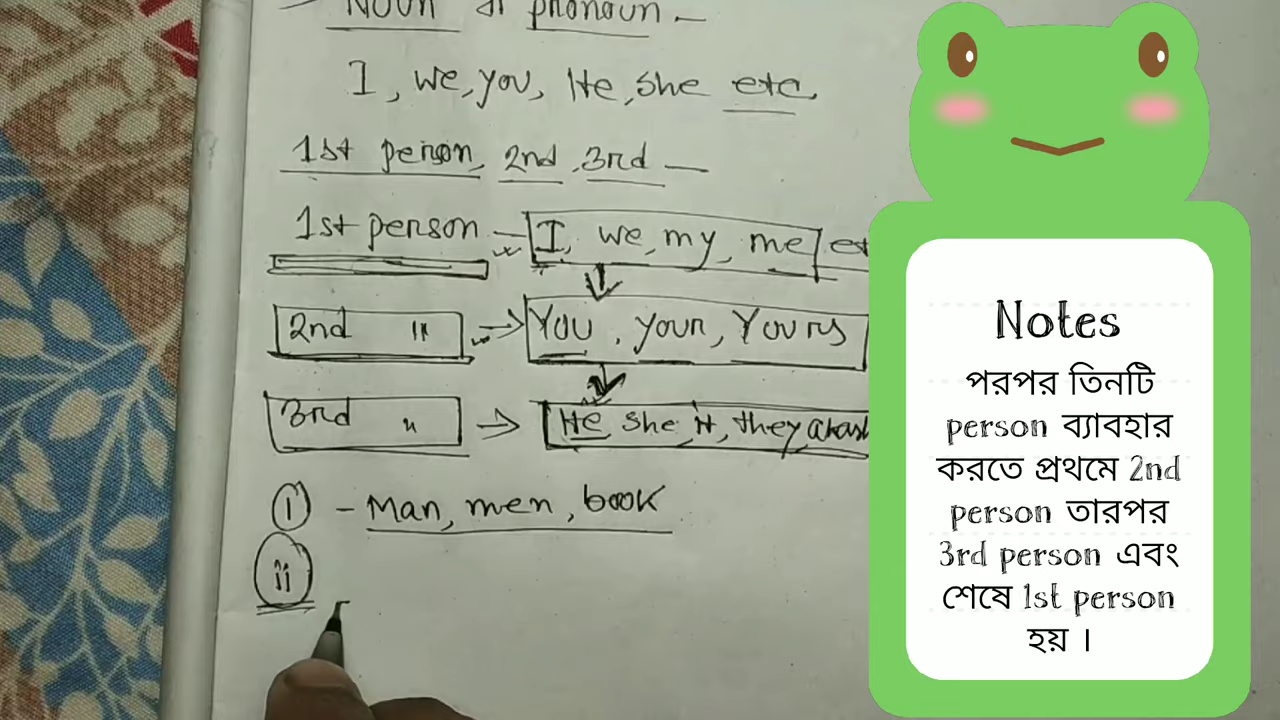 Noun বা pronoun –
I, we, you, He, she etc,
1st person, 2nd, 3rd –
1st person – I, we, my, me et
2nd " → You, your, Yours
3rd " → He she, it, they, akash
i – Man, men, book
ii
Notes
পরপর তিনটি
person ব্যাবহার
করতে প্রথমে 2nd
person তারপর
3rd person এবং
শেষে 1st person
হয় ।